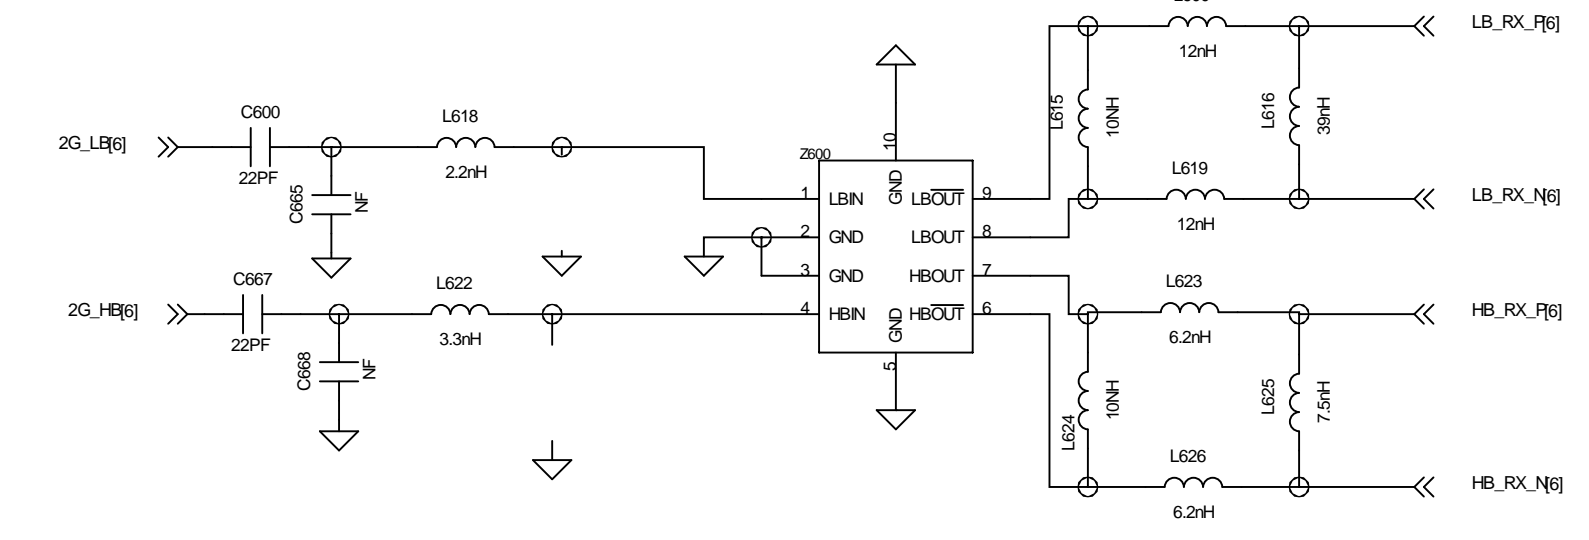 12nH
LB_RX_P[6]
L615
10NH
L616
39nH
C600
2G_LB[6]
22PF
L618
2.2nH
C665
NF
L619
12nH
LB_RX_N[6]
Z600
10
GND
1
LBIN
LBOUT
9
2
GND
LBOUT
8
3
GND
HBOUT
7
4
HBIN
HBOUT
6
GND
5
C667
2G_HB[6]
22PF
L622
3.3nH
C668
NF
L623
6.2nH
HB_RX_P[6]
L624
10NH
L625
7.5nH
L626
6.2nH
HB_RX_N[6]